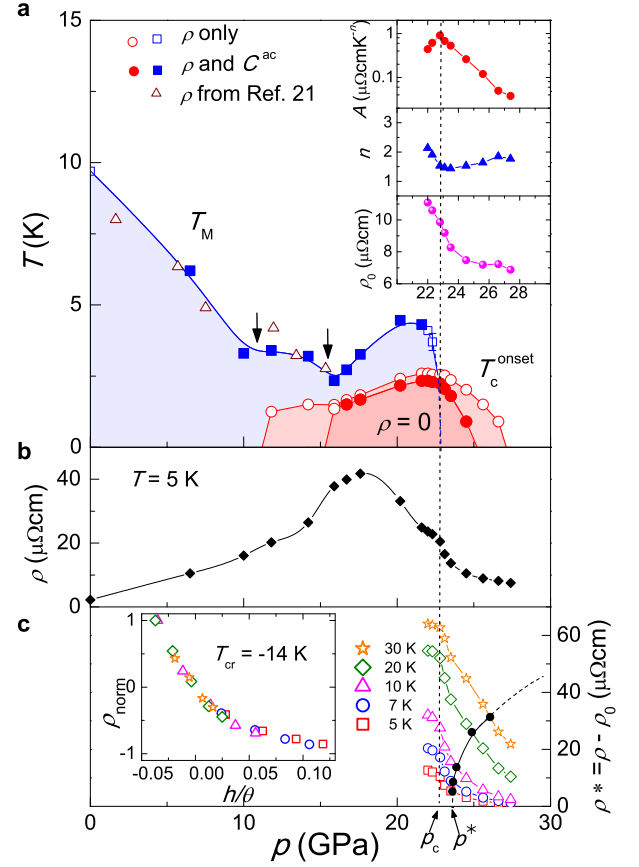 a
15
10
5
0
T(K)
ρ only
ρ and C^ac
ρ from Ref. 21
T_M
T_c^onset
ρ = 0
1
0.1
A (μΩcmK^-n)
3
2
1
n
10
8
6
ρ_0 (μΩcm)
22 24 26 28
b
T = 5 K
40
20
0
ρ (μΩcm)
c
1
0
-1
ρ_norm
T_cr = -14 K
-0.05 0.00 0.05 0.10
h/θ
30 K
20 K
10 K
7 K
5 K
60
40
20
0
ρ* = ρ - ρ_0 (μΩcm)
0 10 20 30
p_c p*
p (GPa)